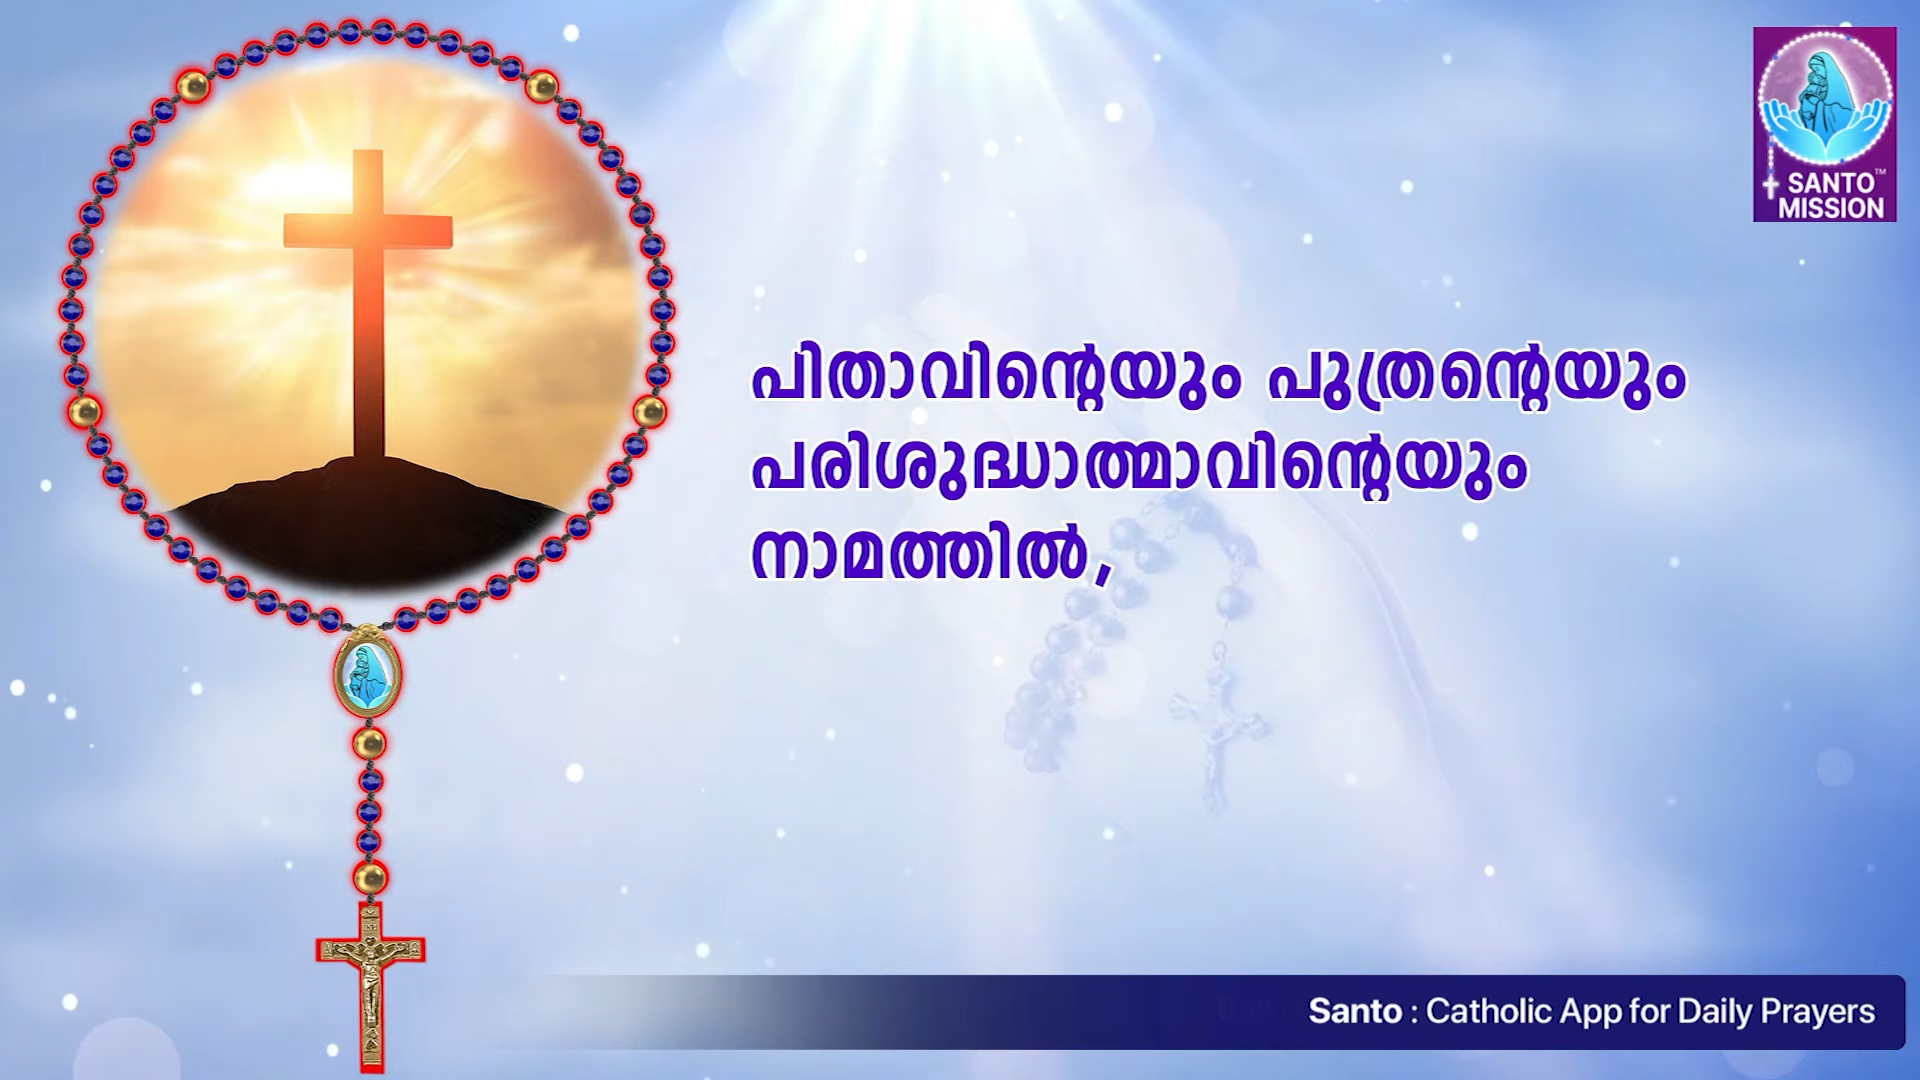 SANTO™
MISSION
പിതാവിന്റെയും പുത്രന്റെയും
പരിശുദ്ധാത്മാവിന്റെയും
നാമത്തിൽ,
Santo : Catholic App for Daily Prayers